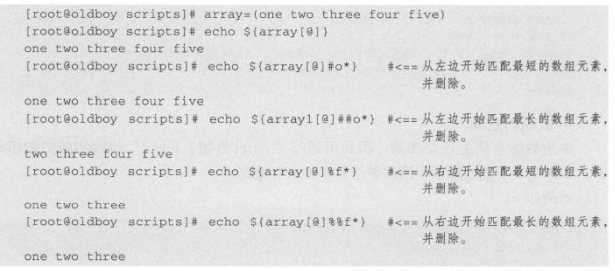 [root@oldboy scripts]# array=(one two three four five)
[root@oldboy scripts]# echo ${array[@]}
one two three four five
[root@oldboy scripts]# echo ${array[@]#o*} #<== 从左边开始匹配最短的数组元素，
并删除。
one two three four five
[root@oldboy scripts]# echo ${array1[@]##o*} #<== 从左边开始匹配最长的数组元素，
并删除。
two three four five
[root@oldboy scripts]# echo ${array[@]%f*} #<== 从右边开始匹配最短的数组元素，
并删除。
one two three
[root@oldboy scripts]# echo ${array[@]%%f*} #<== 从右边开始匹配最长的数组元素，
并删除。
one two three